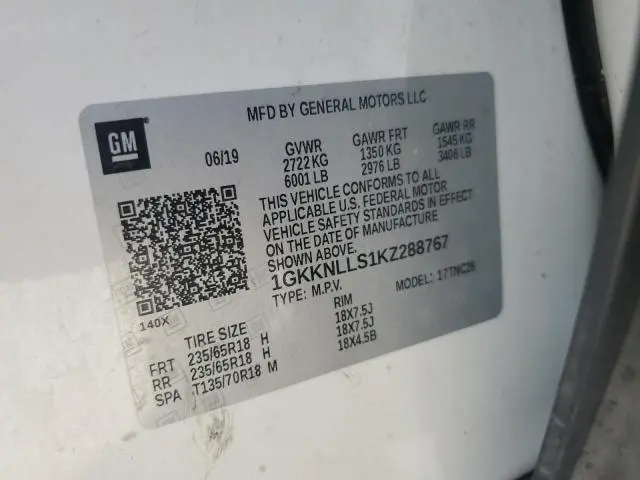 MFD BY GENERAL MOTORS LLC
GM
06/19 GVWR GAWR FRT GAWR RR
2722 KG 1350 KG 1545 KG
6001 LB 2976 LB 3406 LB
THIS VEHICLE CONFORMS TO ALL
APPLICABLE U.S. FEDERAL MOTOR
VEHICLE SAFETY STANDARDS IN EFFECT
ON THE DATE OF MANUFACTURE
SHOWN ABOVE.
1GKKNLLS1KZ288767
TYPE: M.P.V. MODEL: 17TNC26
140X
TIRE SIZE RIM
FRT 235/65R18 H 18X7.5J
RR 235/65R18 H 18X7.5J
SPA T135/70R18 M 18X4.5B